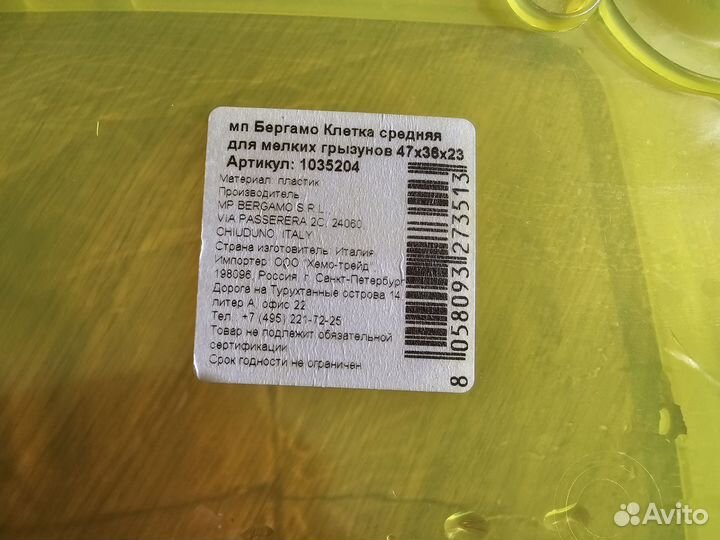 мп Бергамо Клетка средняя
для мелких грызунов 47x36x23
Артикул: 1035204
Материал: пластик
Производитель:
MP BERGAMO S.R.L.,
VIA PASSERERA 2C, 24060
CHIUDUNO, ITALY
Страна изготовитель: Италия
Импортер: ООО "Хемо-трейд",
198096, Россия, г. Санкт-Петербург
Дорога на Турухтанные острова 14,
литер А, офис 22
Тел.: +7 (495) 221-72-25
Товар не подлежит обязательной
сертификации
Срок годности не ограничен
8 058093 273513
Avito